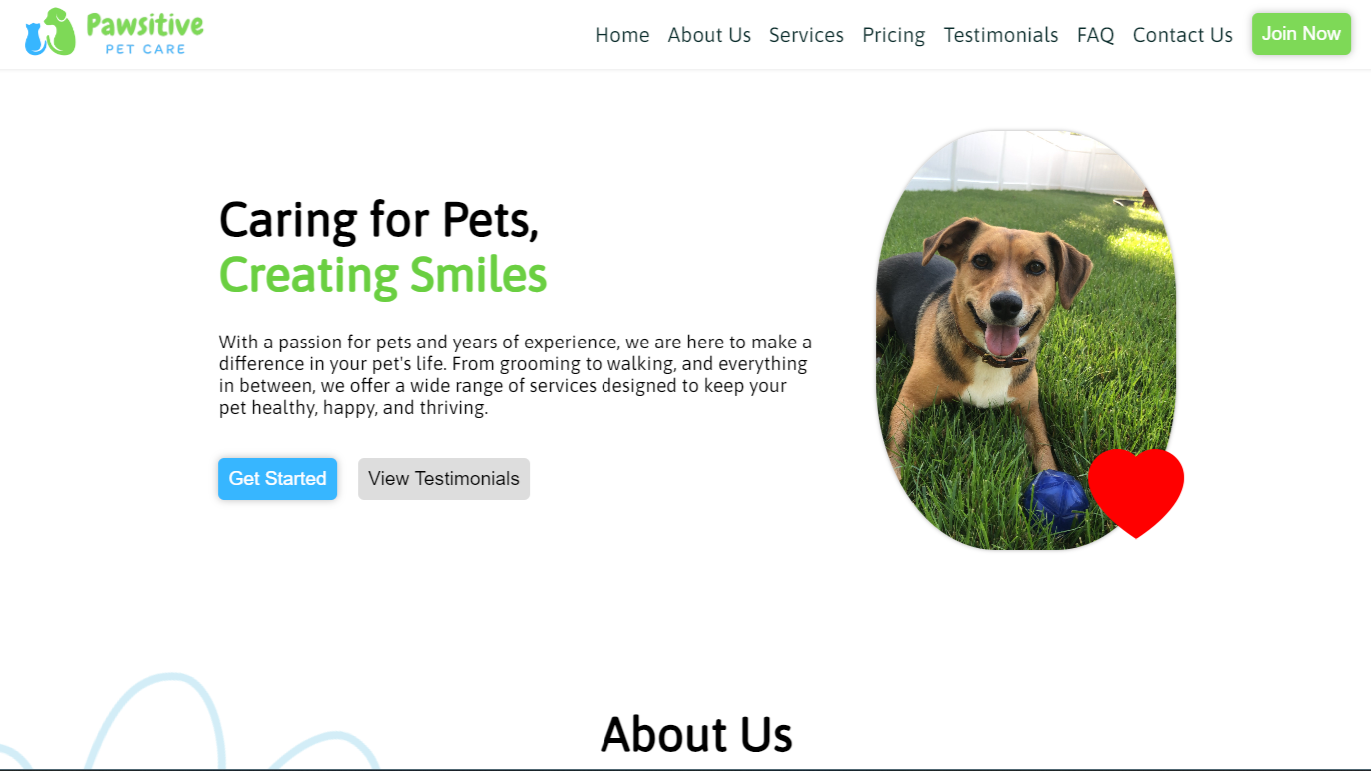 Pawsitive
PET CARE
Home About Us Services Pricing Testimonials FAQ Contact Us Join Now
Caring for Pets,
Creating Smiles
With a passion for pets and years of experience, we are here to make a
difference in your pet's life. From grooming to walking, and everything
in between, we offer a wide range of services designed to keep your
pet healthy, happy, and thriving.
Get Started View Testimonials
About Us